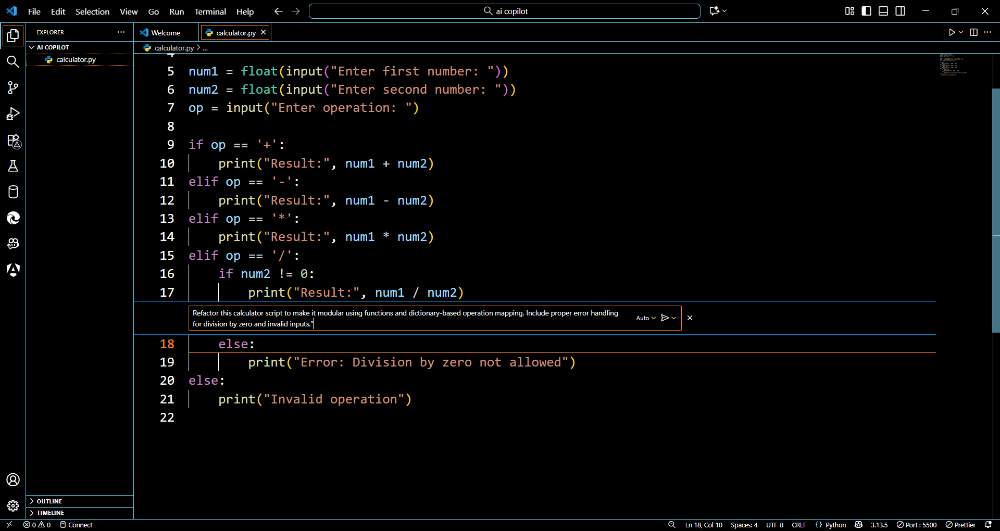 File Edit Selection View Go Run Terminal Help
ai copilot
EXPLORER
AI COPILOT
calculator.py
OUTLINE
TIMELINE
Welcome
calculator.py
calculator.py > ...
5 num1 = float(input("Enter first number: "))
6 num2 = float(input("Enter second number: "))
7 op = input("Enter operation: ")
8
9 if op == '+':
10     print("Result:", num1 + num2)
11 elif op == '-':
12     print("Result:", num1 - num2)
13 elif op == '*':
14     print("Result:", num1 * num2)
15 elif op == '/':
16     if num2 != 0:
17         print("Result:", num1 / num2)
Refactor this calculator script to make it modular using functions and dictionary-based operation mapping. Include proper error handling
for division by zero and invalid inputs.”
Auto
18     else:
19         print("Error: Division by zero not allowed")
20 else:
21     print("Invalid operation")
22
0 0 Connect
Ln 18, Col 10 Spaces: 4 UTF-8 CRLF {} Python 3.13.5 Port : 5500 Prettier